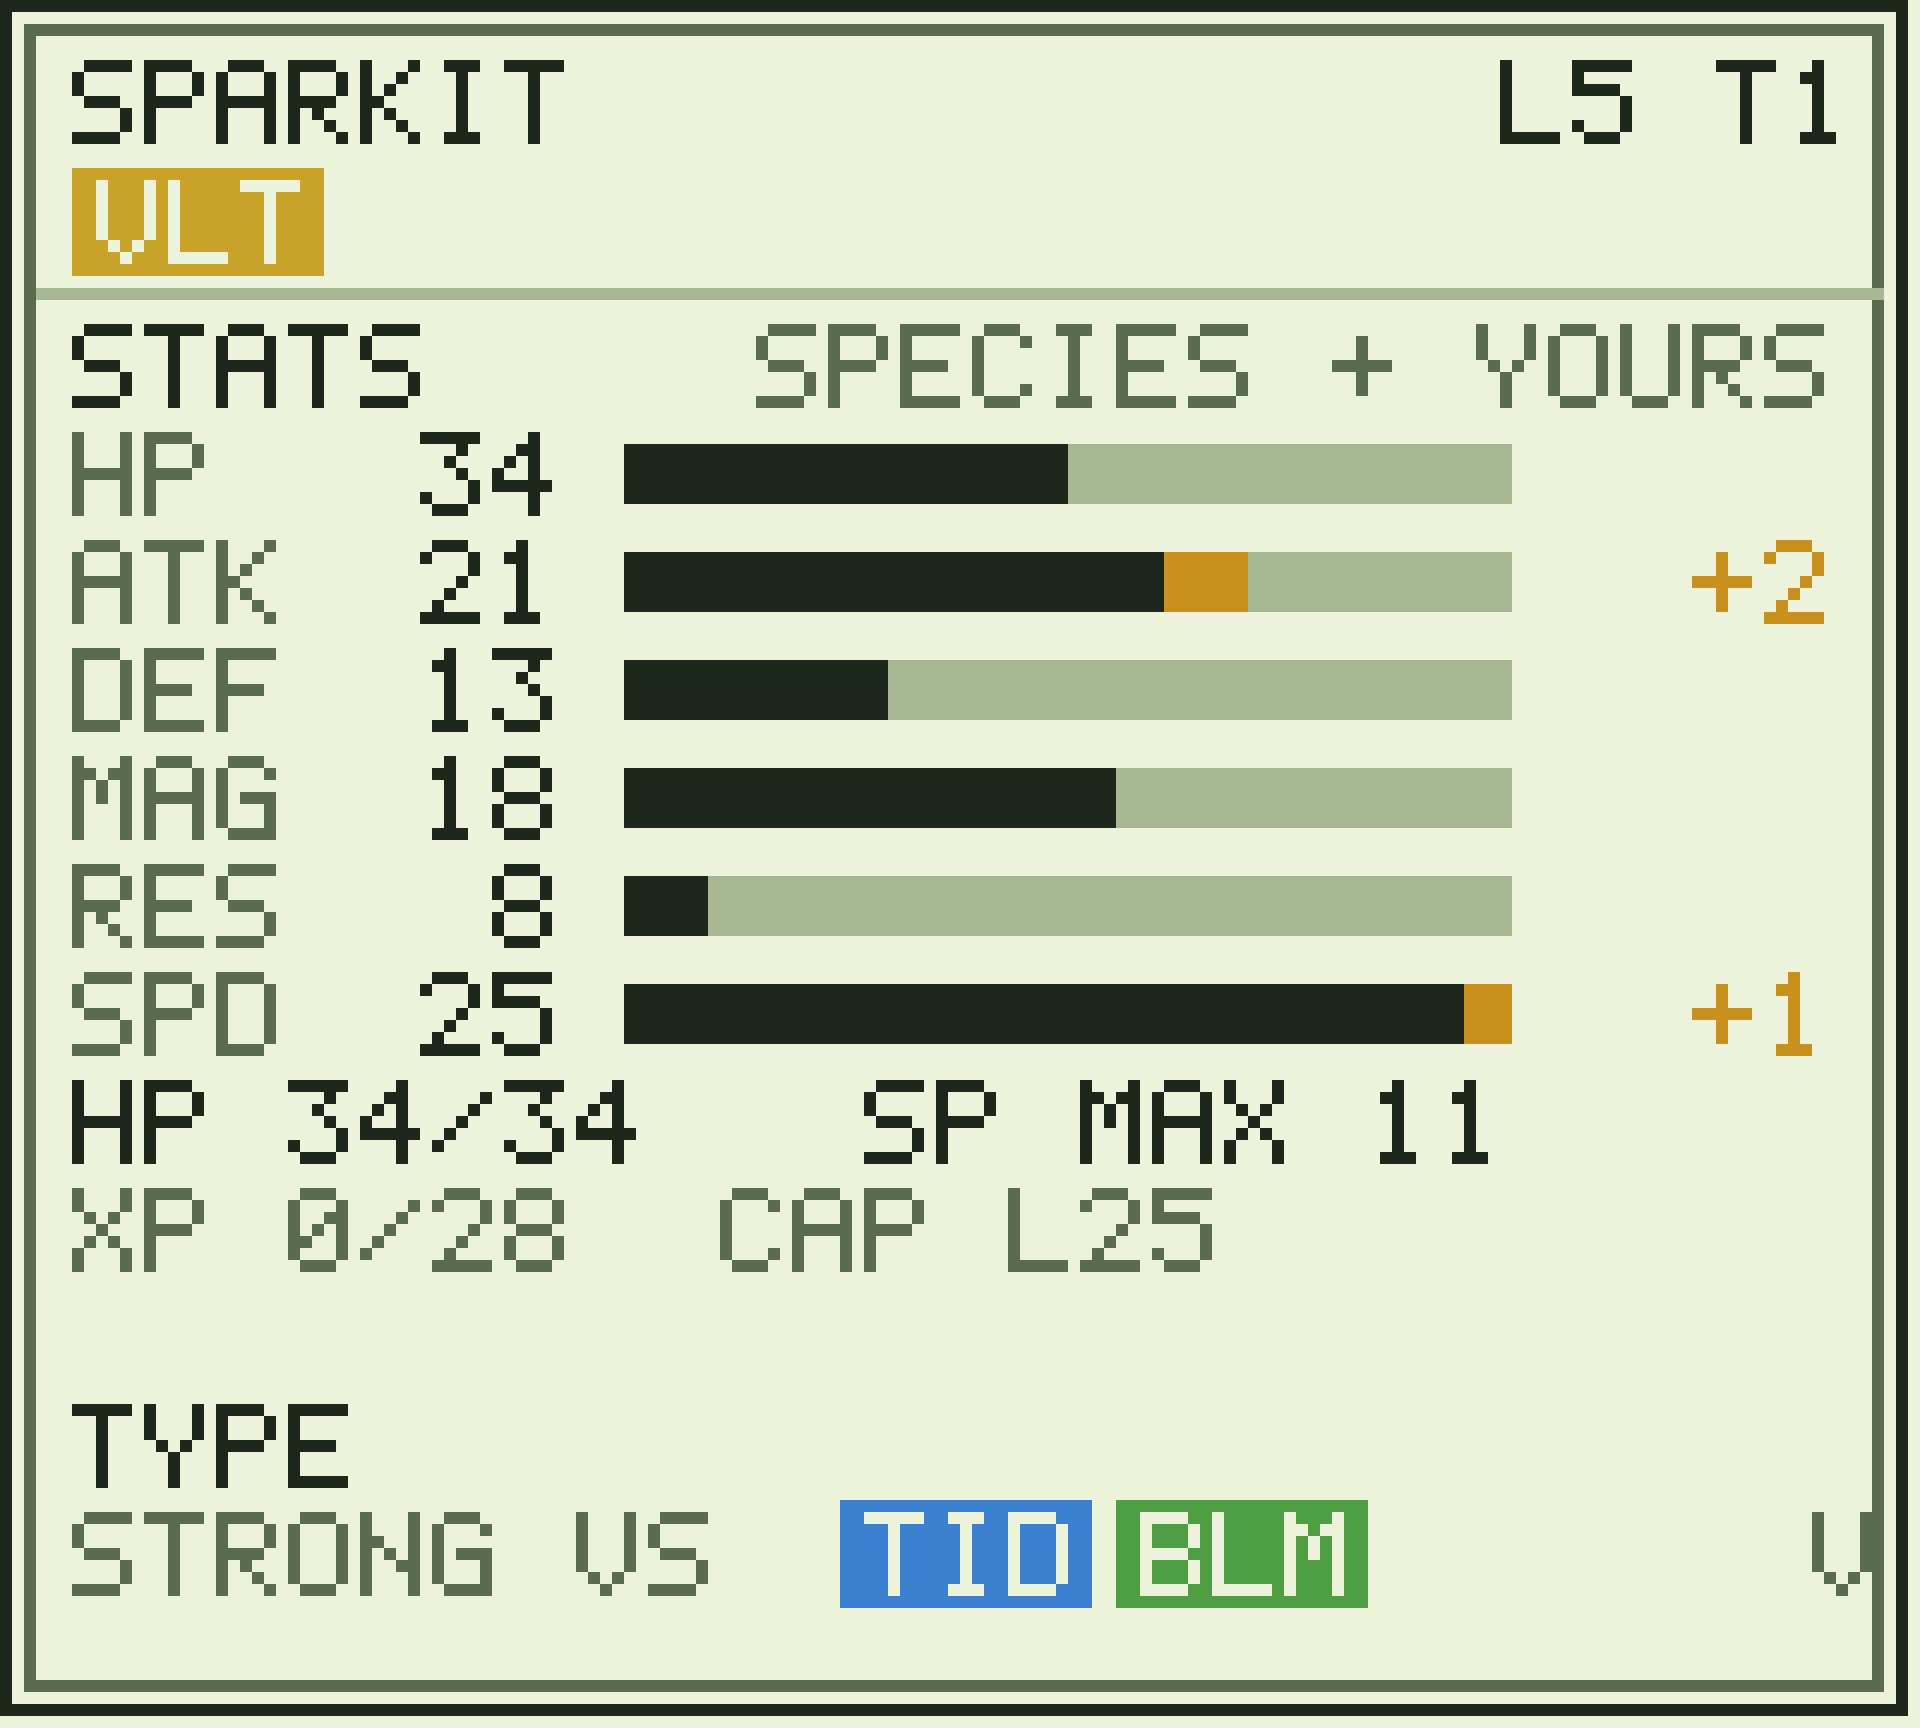 SPARKIT L5 T1
VLT
STATS SPECIES + YOURS
HP 34
ATK 21 +2
DEF 13
MAG 18
RES 8
SPD 25 +1
HP 34/34 SP MAX 11
XP 0/28 CAP L25
TYPE
STRONG VS TID BLM V